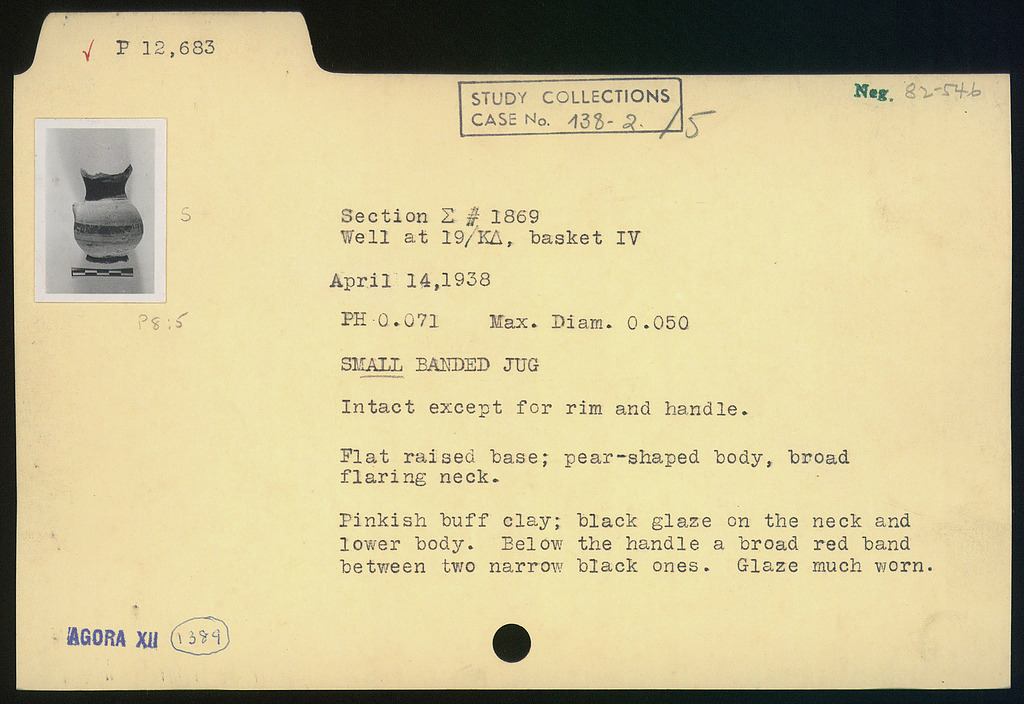 √ P 12,683
STUDY COLLECTIONS
CASE No. 138-2./5
Neg. 82-546
S
P8:5
Section Σ # 1869
Well at 19/ΚΔ, basket IV
April 14,1938
PH 0.071 Max. Diam. 0.050
SMALL BANDED JUG
Intact except for rim and handle.
Flat raised base; pear-shaped body, broad
flaring neck.
Pinkish buff clay; black glaze on the neck and
lower body. Below the handle a broad red band
between two narrow black ones. Glaze much worn.
AGORA XII 1389